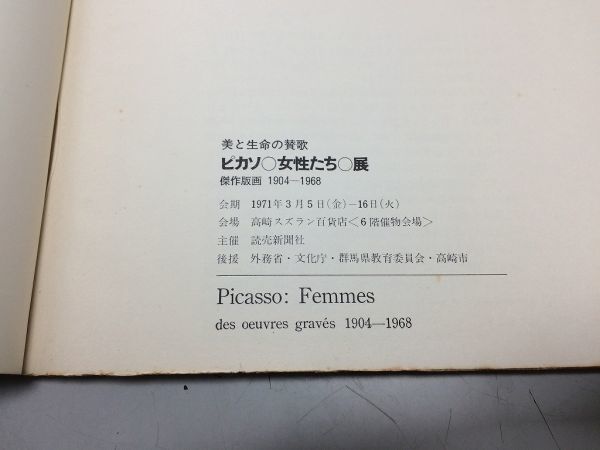 美と生命の賛歌
ピカソ○女性たち○展
傑作版画 1904—1968
会期 1971年3月5日(金)—16日(火)
会場 高崎スズラン百貨店<6階催物会場>
主催 読売新聞社
後援 外務省・文化庁・群馬県教育委員会・高崎市
Picasso: Femmes
des oeuvres gravés 1904—1968